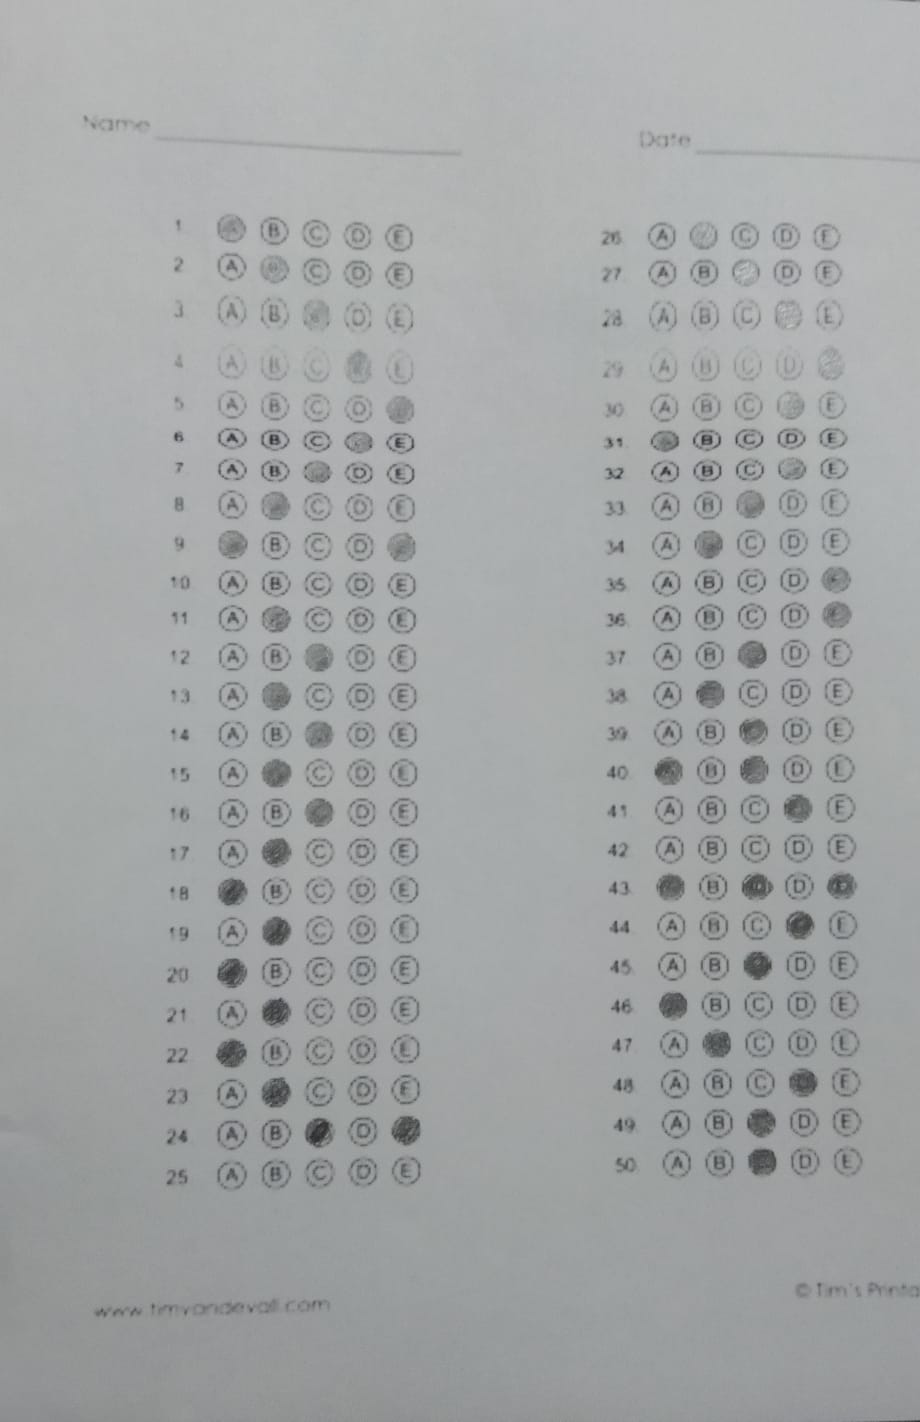 Name
Date
1 B C D E
2 A C D E
3 A B D E
4 A B C E
5 A B C D
6 A B C E
7 A B D E
8 A C D E
9 B C D
10 A B C D E
11 A C D E
12 A B D E
13 A C D E
14 A B D E
15 A C D E
16 A B D E
17 A C D E
18 B C D E
19 A C D E
20 B C D E
21 A C D E
22 B C D E
23 A C D E
24 A B D
25 A B C D E
26 A C D E
27 A B D E
28 A B C E
29 A B C D
30 A B C E
31 B C D E
32 A B C E
33 A B D E
34 A C D E
35 A B C D
36 A B C D
37 A B D E
38 A C D E
39 A B D E
40 B D E
41 A B C E
42 A B C D E
43 B D
44 A B C E
45 A B D E
46 B C D E
47 A C D E
48 A B C E
49 A B D E
50 A B D E
www.timvandevall.com
© Tim's Printa